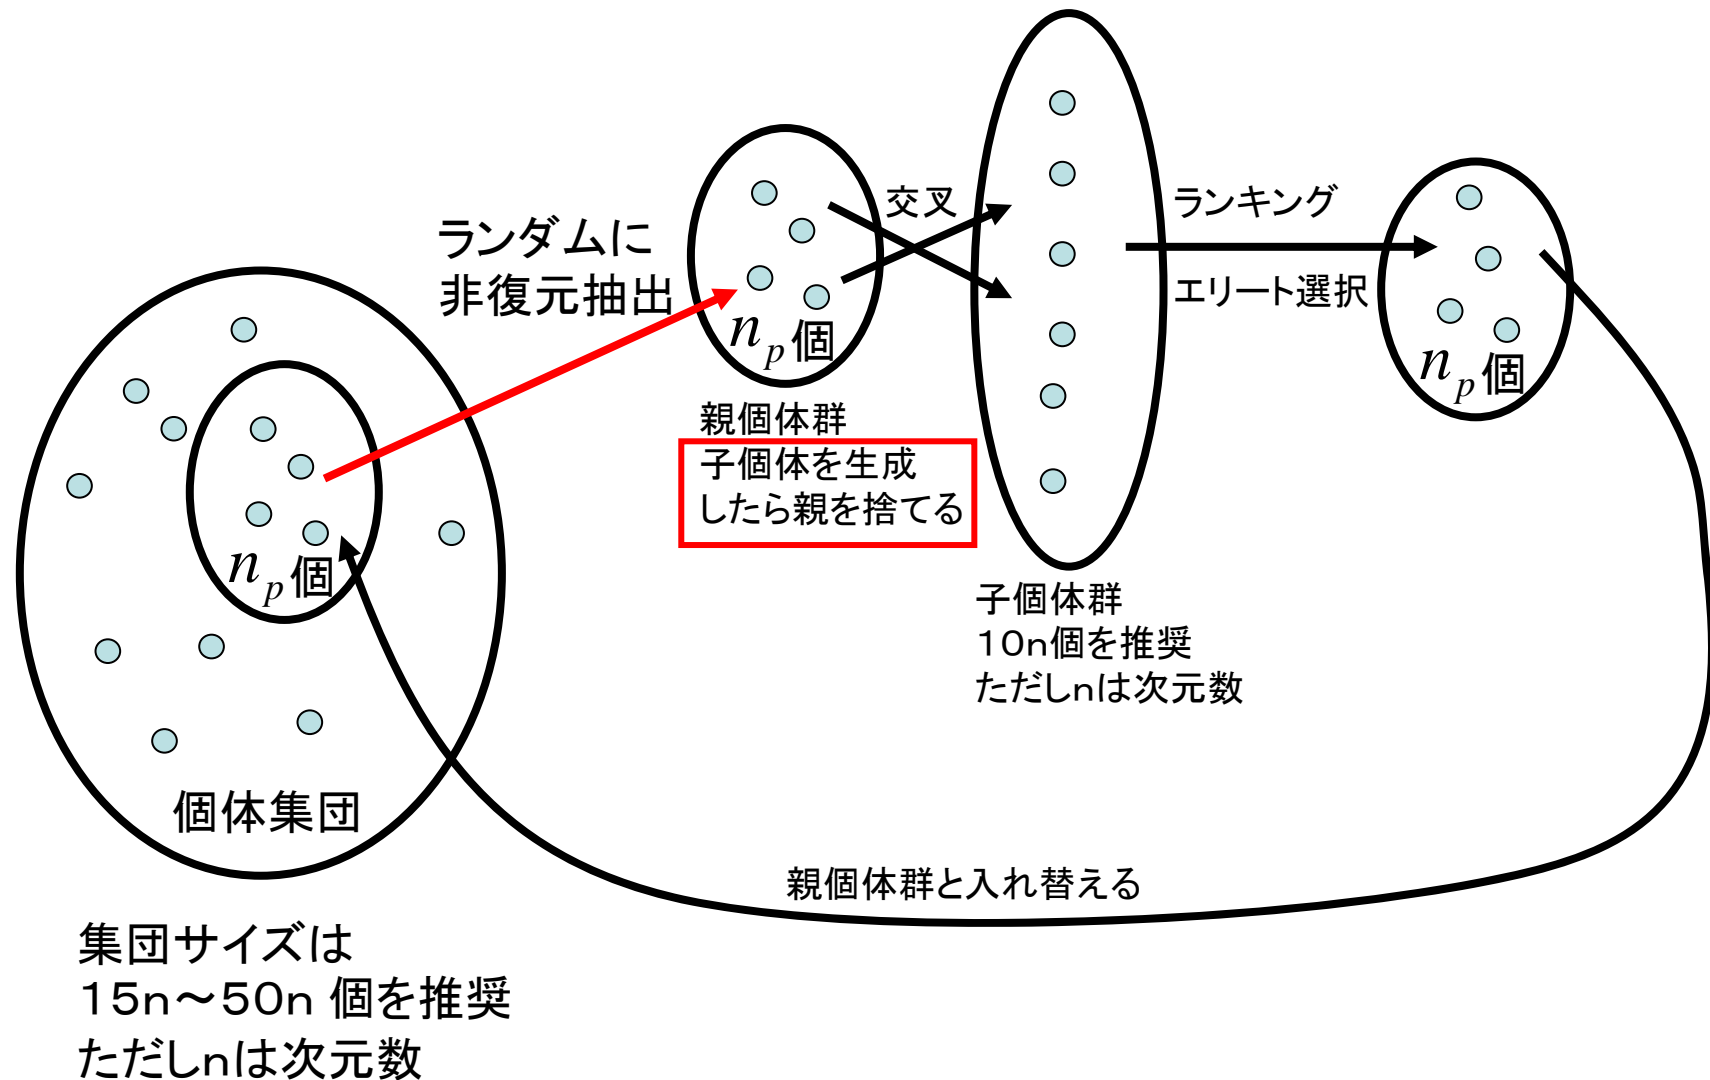 ランダムに
非復元抽出
交叉
ランキング
エリート選択
n_p個
n_p個
親個体群
子個体を生成
したら親を捨てる
n_p個
子個体群
10n個を推奨
ただしnは次元数
個体集団
親個体群と入れ替える
集団サイズは
15n～50n 個を推奨
ただしnは次元数